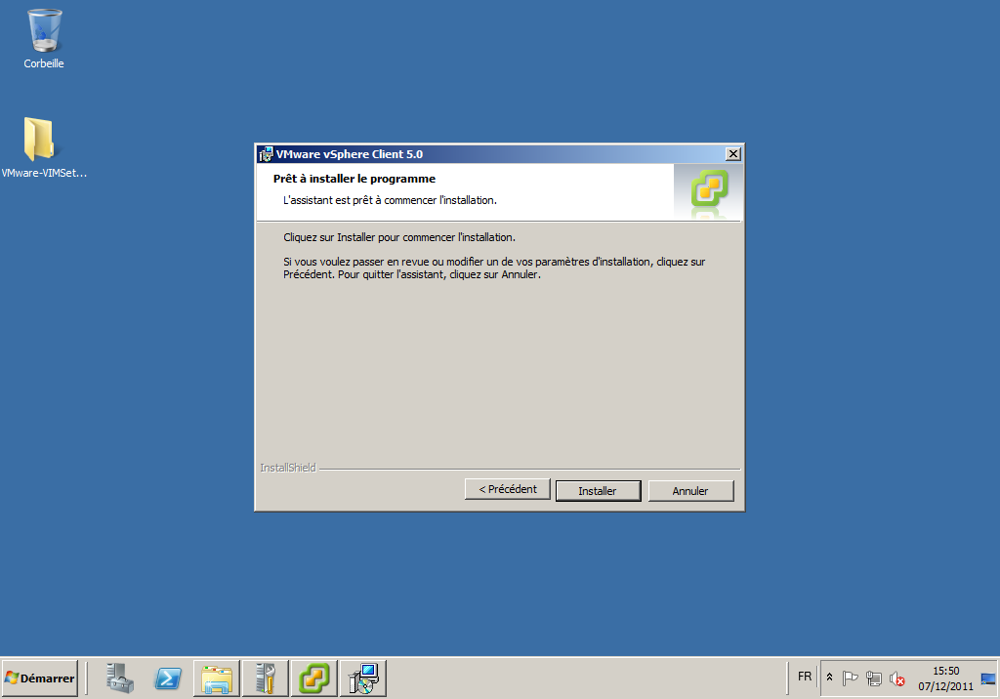 Corbeille
VMware-VIMSet...
VMware vSphere Client 5.0
Prêt à installer le programme
L'assistant est prêt à commencer l'installation.
Cliquez sur Installer pour commencer l'installation.
Si vous voulez passer en revue ou modifier un de vos paramètres d'installation, cliquez sur
Précédent. Pour quitter l'assistant, cliquez sur Annuler.
InstallShield
< Précédent
Installer
Annuler
Démarrer
FR
15:50
07/12/2011